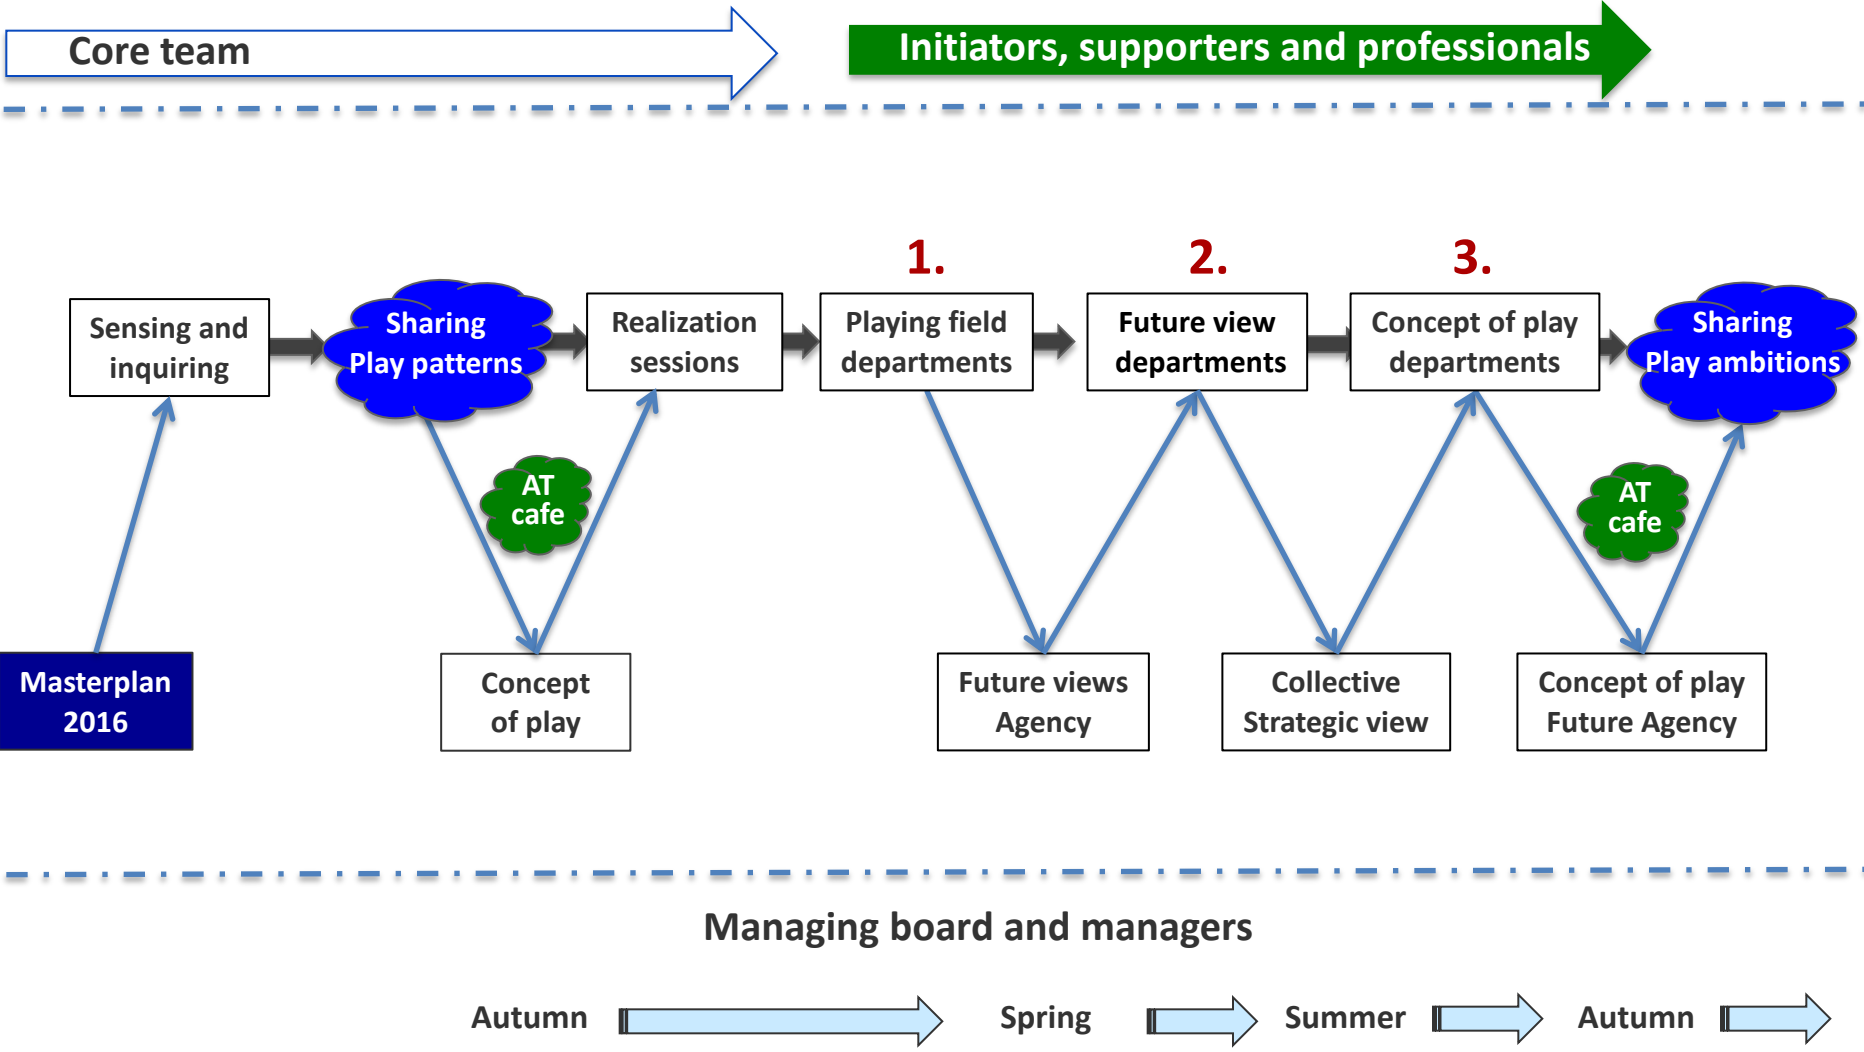 Core team
Initiators, supporters and professionals
1.
2.
3.
Sensing and
inquiring
Sharing
Play patterns
Realization
sessions
Playing field
departments
Future view
departments
Concept of play
departments
Sharing
Play ambitions
AT
cafe
AT
cafe
Masterplan
2016
Concept
of play
Future views
Agency
Collective
Strategic view
Concept of play
Future Agency
Managing board and managers
Autumn
Spring
Summer
Autumn